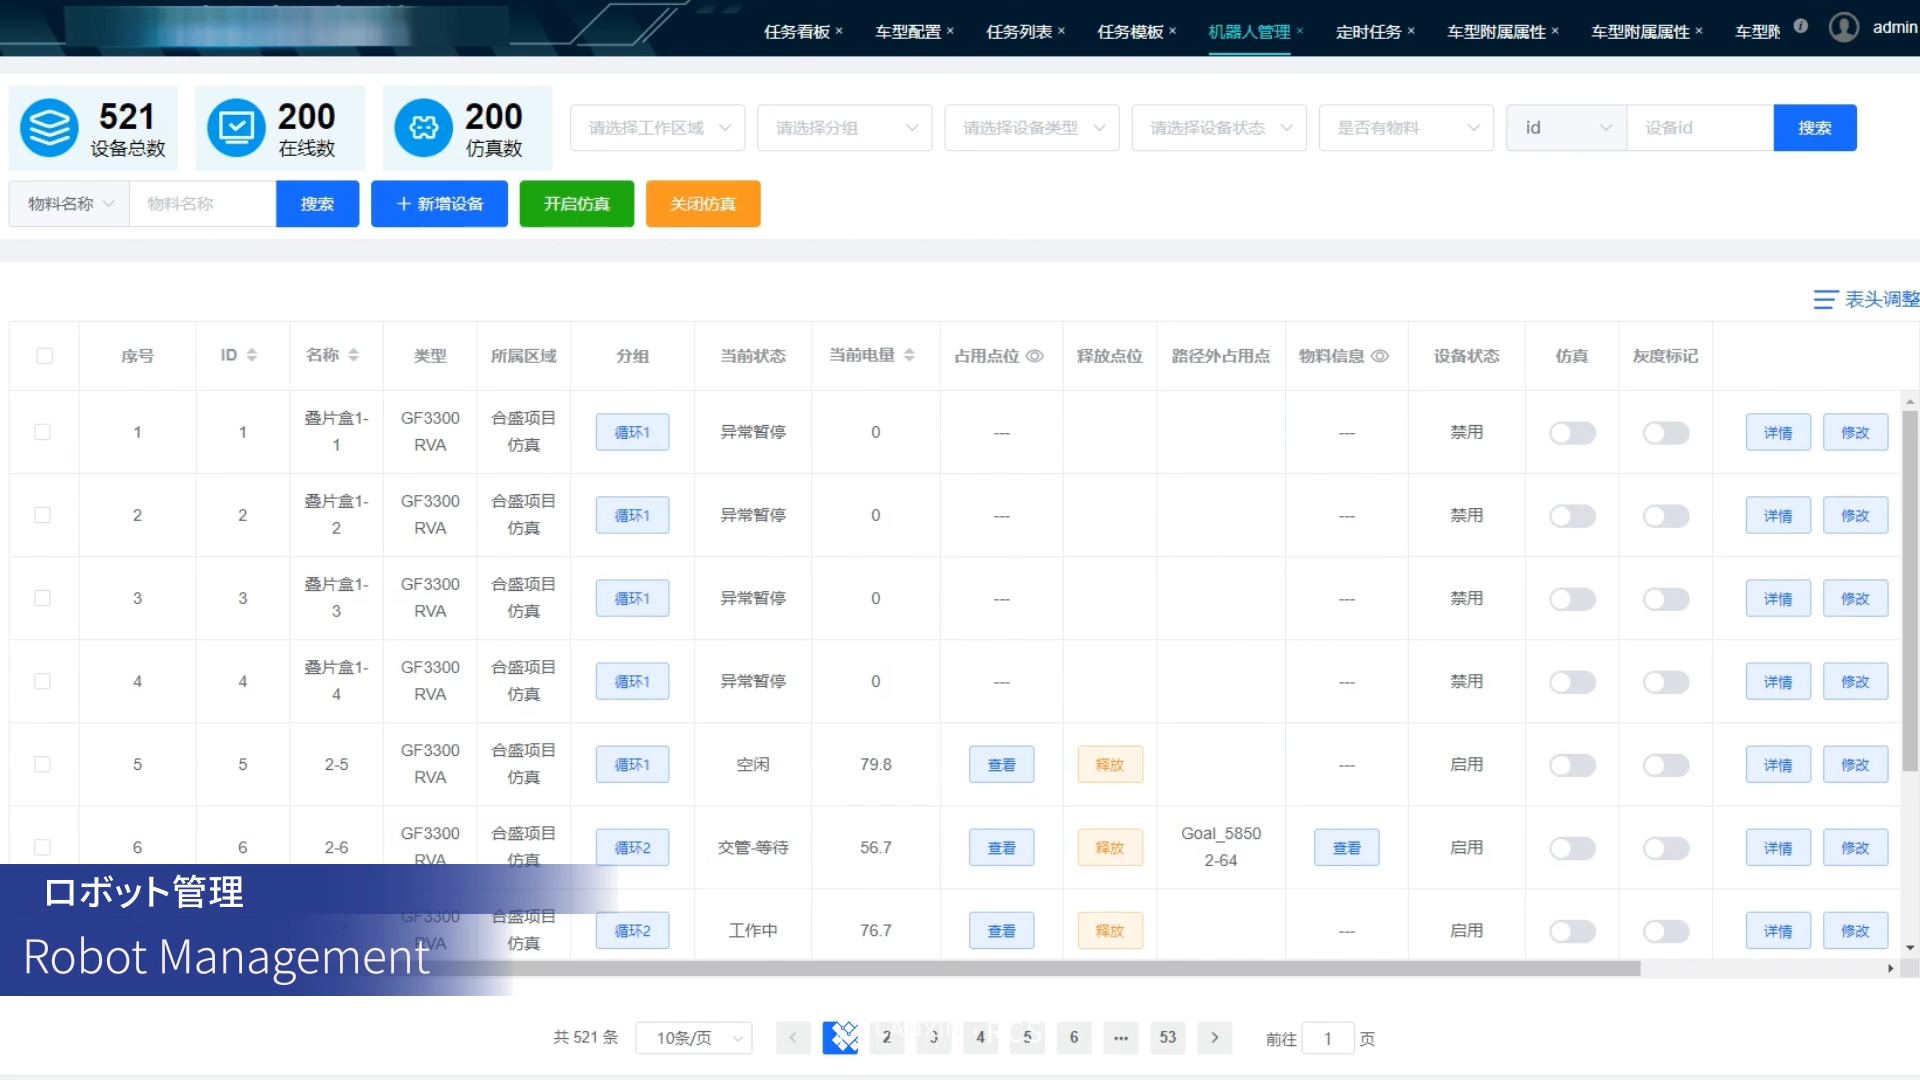 任务看板 × 车型配置 × 任务列表 × 任务模板 × 机器人管理 × 定时任务 × 车型附属属性 × 车型附属属性 × 车型附 admin
521 设备总数 200 在线数 200 仿真数 请选择工作区域 请选择分组 请选择设备类型 请选择设备状态 是否有物料 id 设备id 搜索
物料名称 物料名称 搜索 + 新增设备 开启仿真 关闭仿真
表头调整
序号 ID 名称 类型 所属区域 分组 当前状态 当前电量 占用点位 释放点位 路径外占用点 物料信息 设备状态 仿真 灰度标记
1 1 叠片盒1-1 GF3300 RVA 合盛项目仿真 循环1 异常暂停 0 --- --- 禁用 详情 修改
2 2 叠片盒1-2 GF3300 RVA 合盛项目仿真 循环1 异常暂停 0 --- --- 禁用 详情 修改
3 3 叠片盒1-3 GF3300 RVA 合盛项目仿真 循环1 异常暂停 0 --- --- 禁用 详情 修改
4 4 叠片盒1-4 GF3300 RVA 合盛项目仿真 循环1 异常暂停 0 --- --- 禁用 详情 修改
5 5 2-5 GF3300 RVA 合盛项目仿真 循环1 空闲 79.8 查看 释放 --- 启用 详情 修改
6 6 2-6 GF3300 RVA 合盛项目仿真 循环2 交管-等待 56.7 查看 释放 Goal_5850 2-64 查看 启用 详情 修改
2-7 GF3300 RVA 合盛项目仿真 循环2 工作中 76.7 查看 释放 --- 启用 详情 修改
ロボット管理
Robot Management
共 521 条 10条/页 2 3 4 5 6 ••• 53 前往 1 页